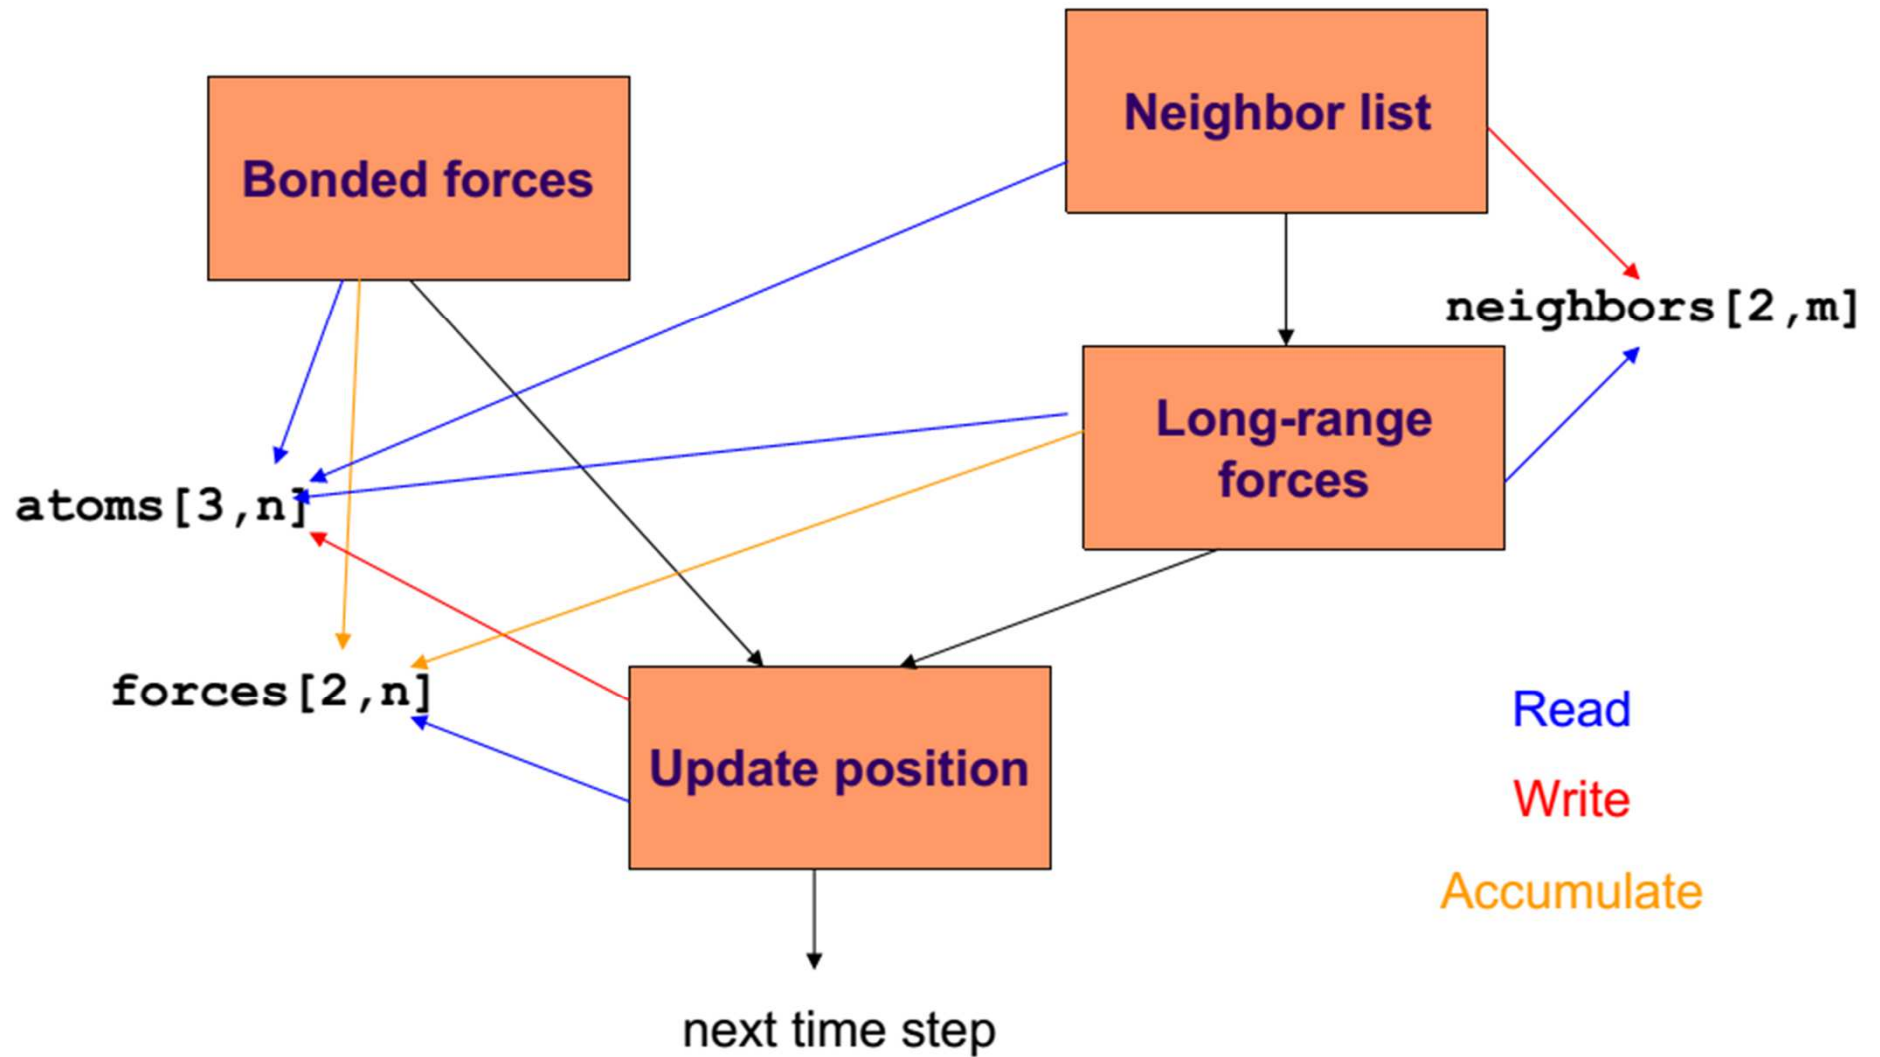 Neighbor list
Bonded forces
neighbors[2,m]
Long-range
forces
atoms[3,n]
forces[2,n]
Update position
Read
Write
Accumulate
next time step